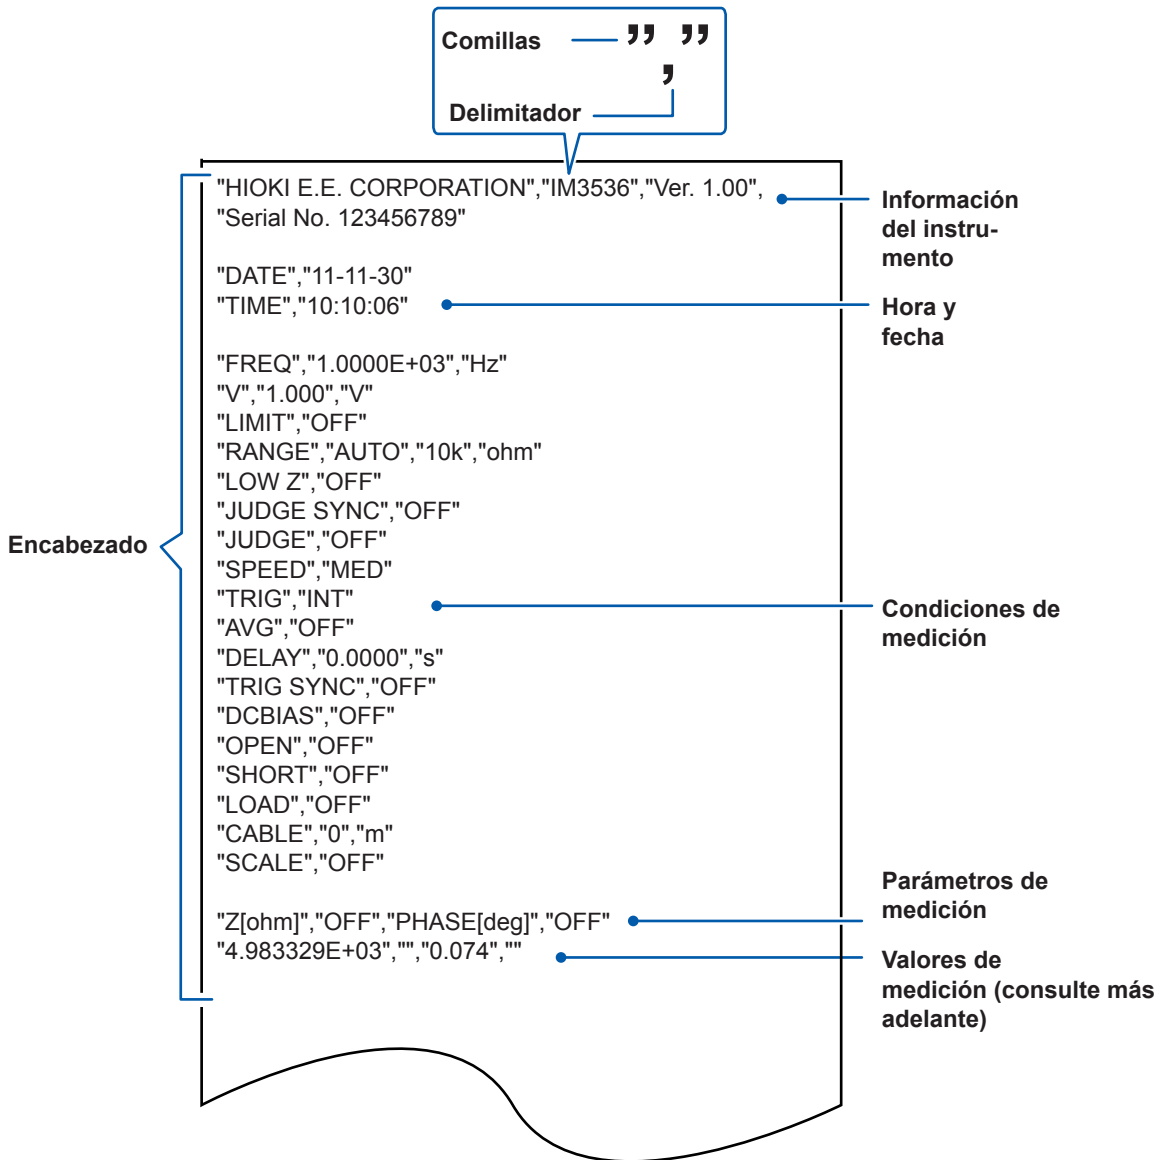 Comillas ” ”
,
Delimitador
"HIOKI E.E. CORPORATION","IM3536","Ver. 1.00",
"Serial No. 123456789"
Información
del instru-
mento
"DATE","11-11-30"
"TIME","10:10:06"
Hora y
fecha
"FREQ","1.0000E+03","Hz"
"V","1.000","V"
"LIMIT","OFF"
"RANGE","AUTO","10k","ohm"
"LOW Z","OFF"
"JUDGE SYNC","OFF"
"JUDGE","OFF"
"SPEED","MED"
"TRIG","INT"
"AVG","OFF"
"DELAY","0.0000","s"
"TRIG SYNC","OFF"
"DCBIAS","OFF"
"OPEN","OFF"
"SHORT","OFF"
"LOAD","OFF"
"CABLE","0","m"
"SCALE","OFF"
Encabezado
Condiciones de
medición
"Z[ohm]","OFF","PHASE[deg]","OFF"
"4.983329E+03","","0.074",""
Parámetros de
medición
Valores de
medición (consulte más
adelante)